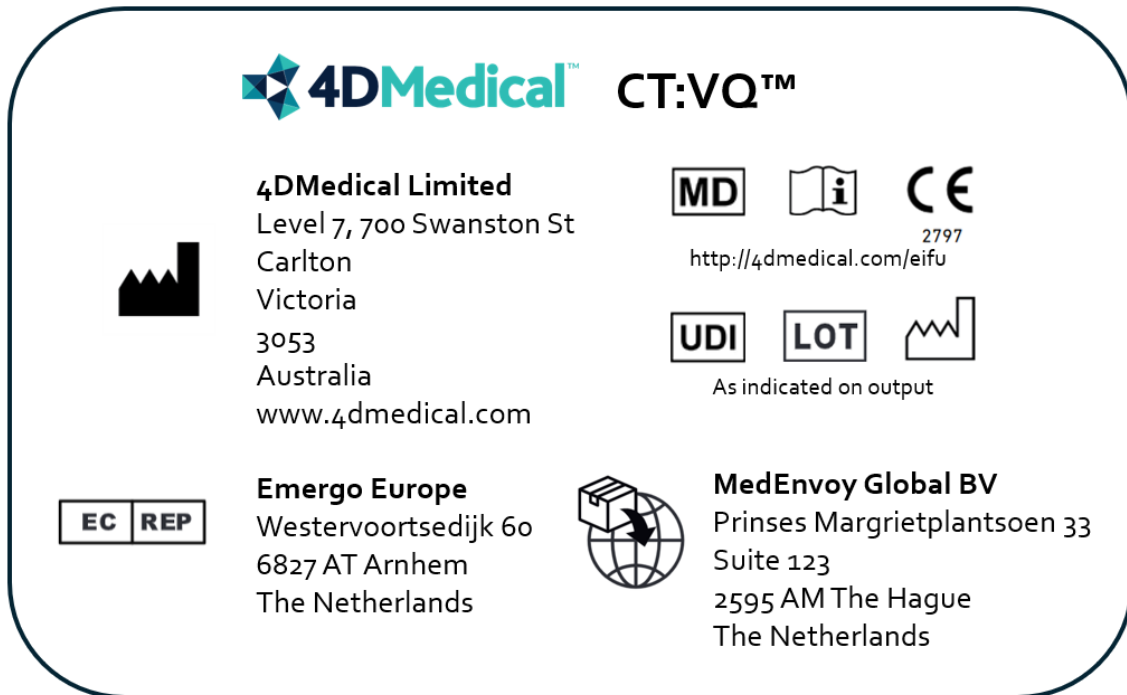 4DMedical™ CT:VQ™
4DMedical Limited
Level 7, 700 Swanston St
Carlton
Victoria
3053
Australia
www.4dmedical.com
MD i CE
2797
http://4dmedical.com/eifu
UDI LOT
As indicated on output
EC REP
Emergo Europe
Westervoortsedijk 60
6827 AT Arnhem
The Netherlands
MedEnvoy Global BV
Prinses Margrietplantsoen 33
Suite 123
2595 AM The Hague
The Netherlands